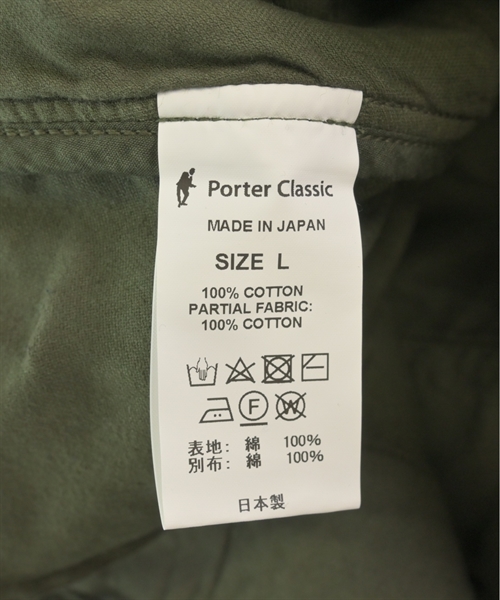 Porter Classic
MADE IN JAPAN
SIZE L
100% COTTON
PARTIAL FABRIC:
100% COTTON
F
W
表地: 綿 100%
別布: 綿 100%
日本製